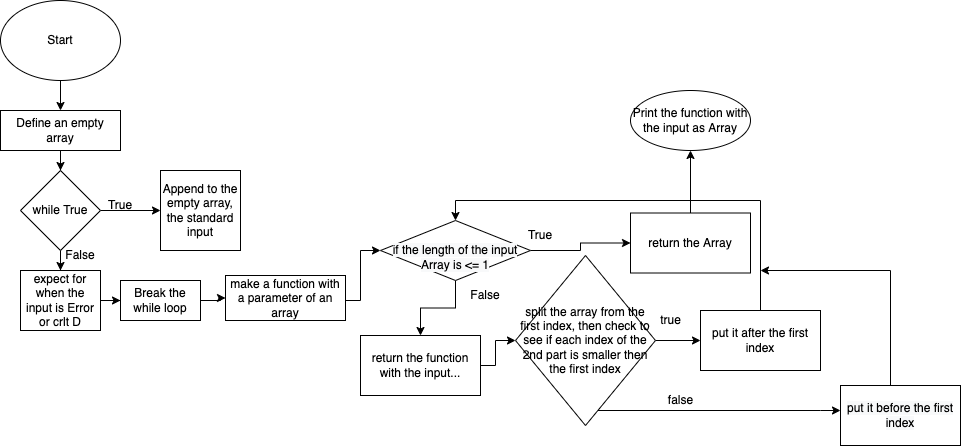 Start
Define an empty
array
while True
True
Append to the
empty array,
the standard
input
False
expect for
when the
input is Error
or crlt D
Break the
while loop
make a function with
a parameter of an
array
if the length of the input
Array is <= 1
True
return the Array
Print the function with
the input as Array
False
return the function
with the input...
split the array from the
first index, then check to
see if each index of the
2nd part is smaller then
the first index
true
put it after the first
index
false
put it before the first
index